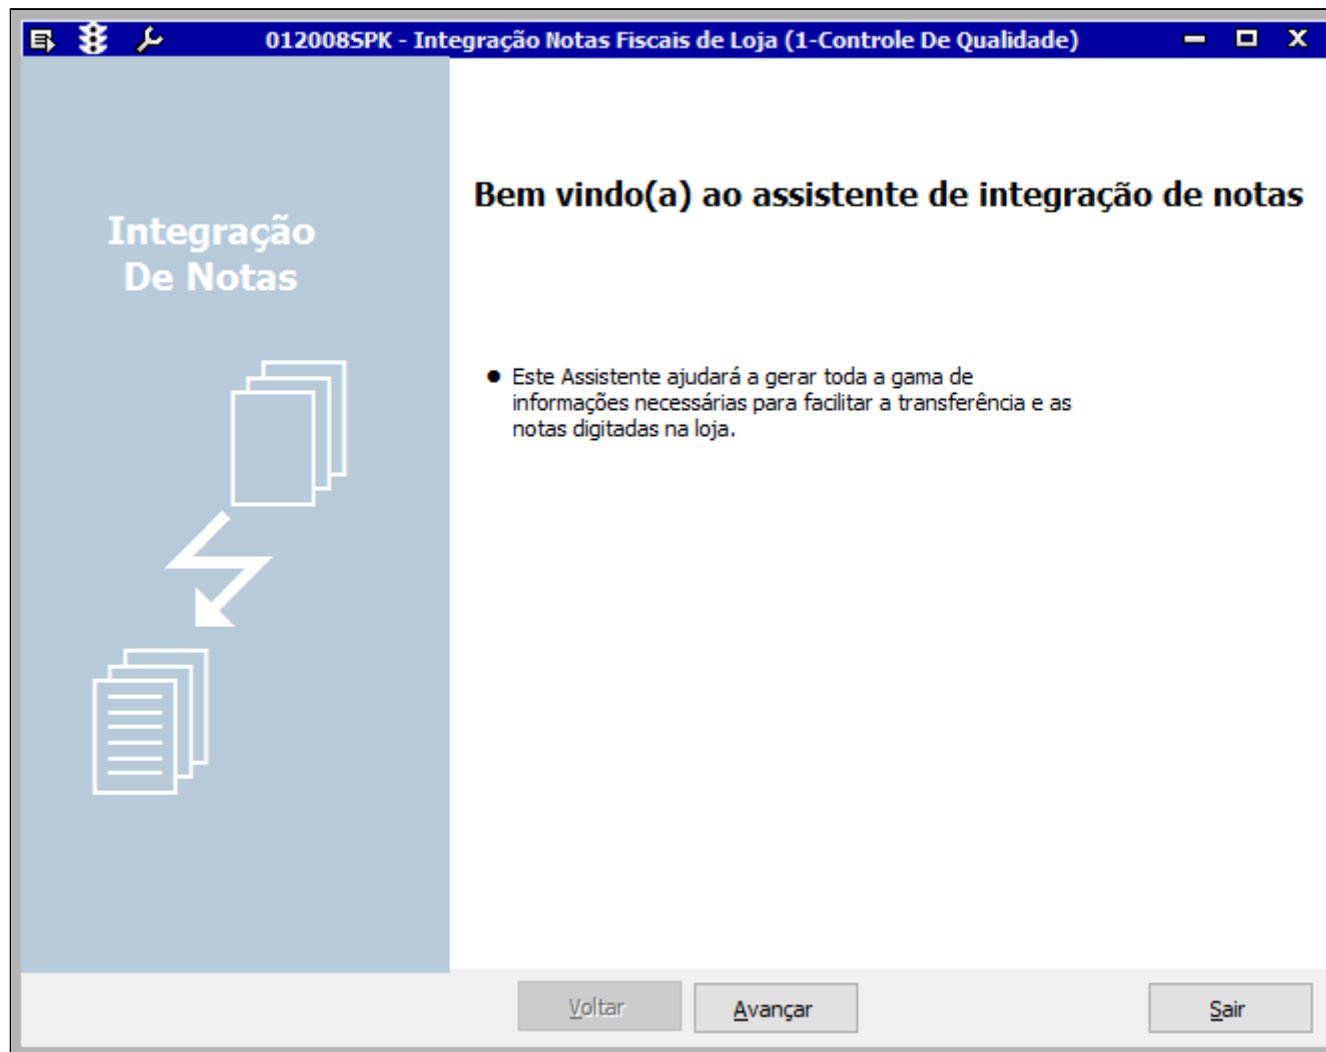 012008SPK - Integração Notas Fiscais de Loja (1-Controle De Qualidade)
Integração
De Notas
Bem vindo(a) ao assistente de integração de notas
Este Assistente ajudará a gerar toda a gama de
informações necessárias para facilitar a transferência e as
notas digitadas na loja.
Voltar
Avançar
Sair